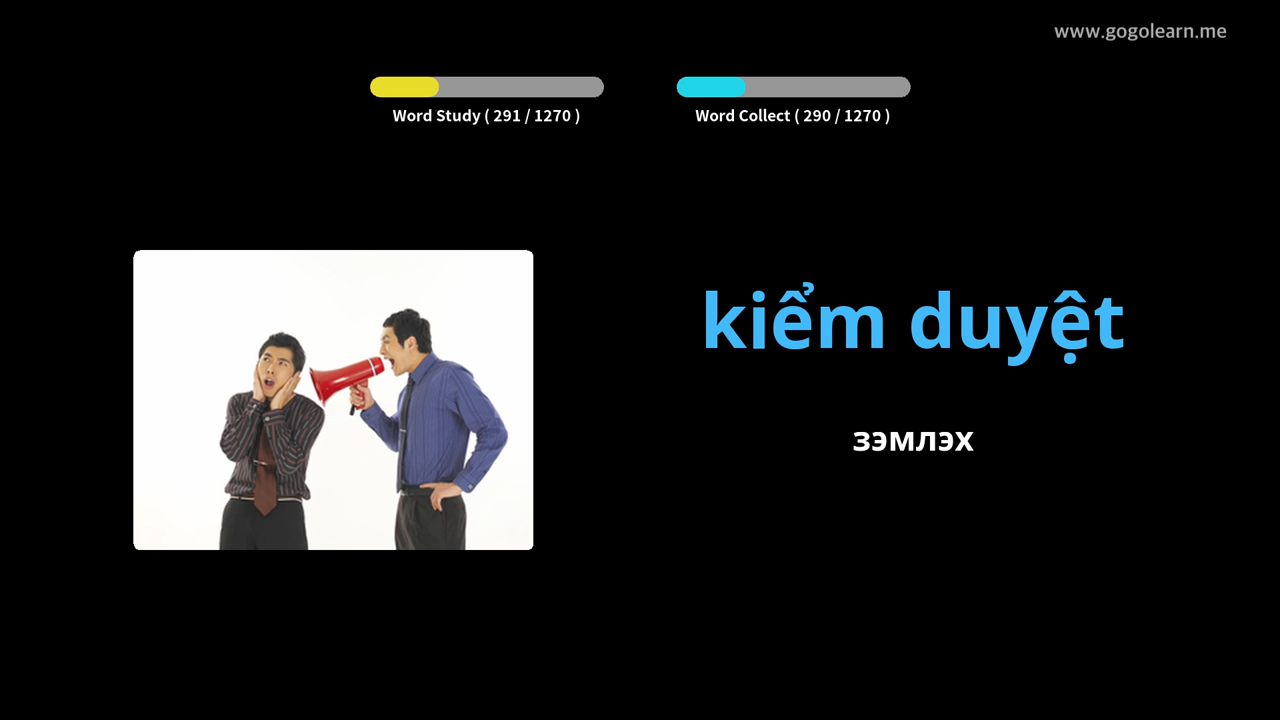 www.gogolearn.me
Word Study ( 291 / 1270 )
Word Collect ( 290 / 1270 )
kiểm duyệt
зэмлэх